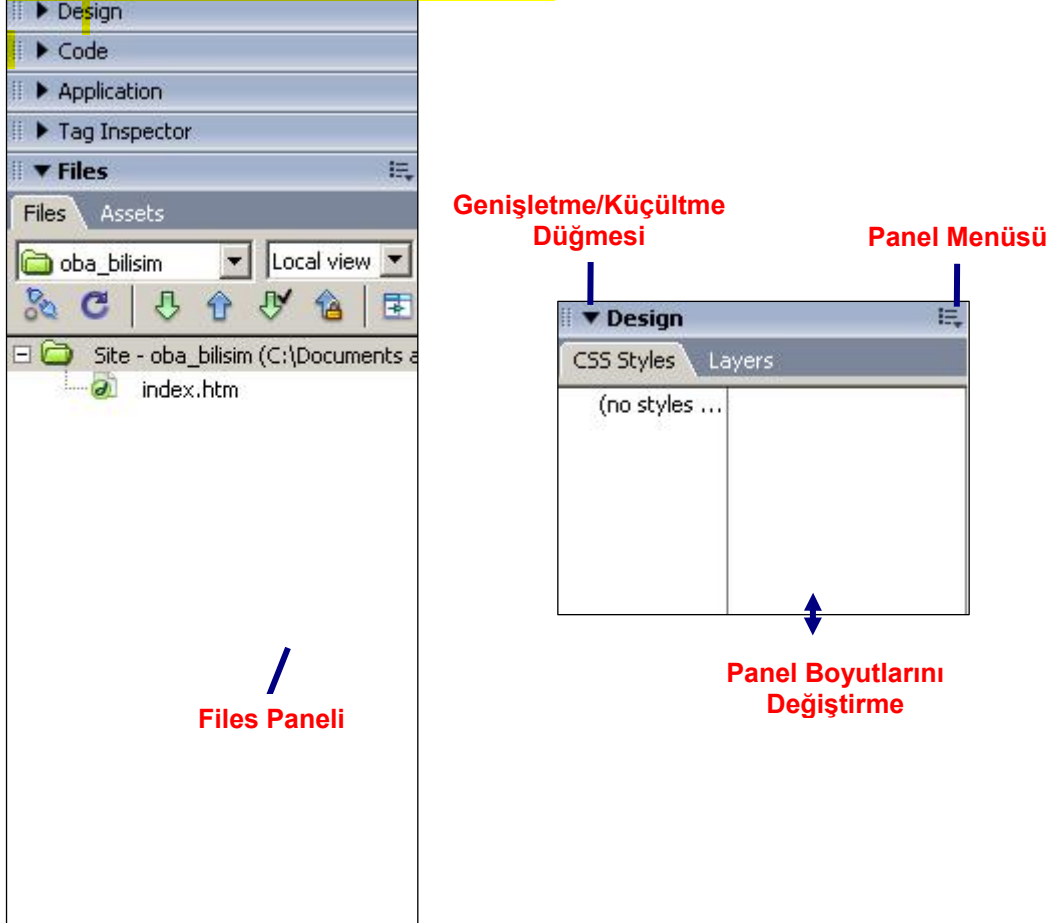 Design
Code
Application
Tag Inspector
Files
Files Assets
oba_bilisim Local view
Site - oba_bilisim (C:\Documents a
index.htm
Files Paneli
Genişletme/Küçültme
Düğmesi
Panel Menüsü
Design
CSS Styles Layers
(no styles ...
Panel Boyutlarını
Değiştirme